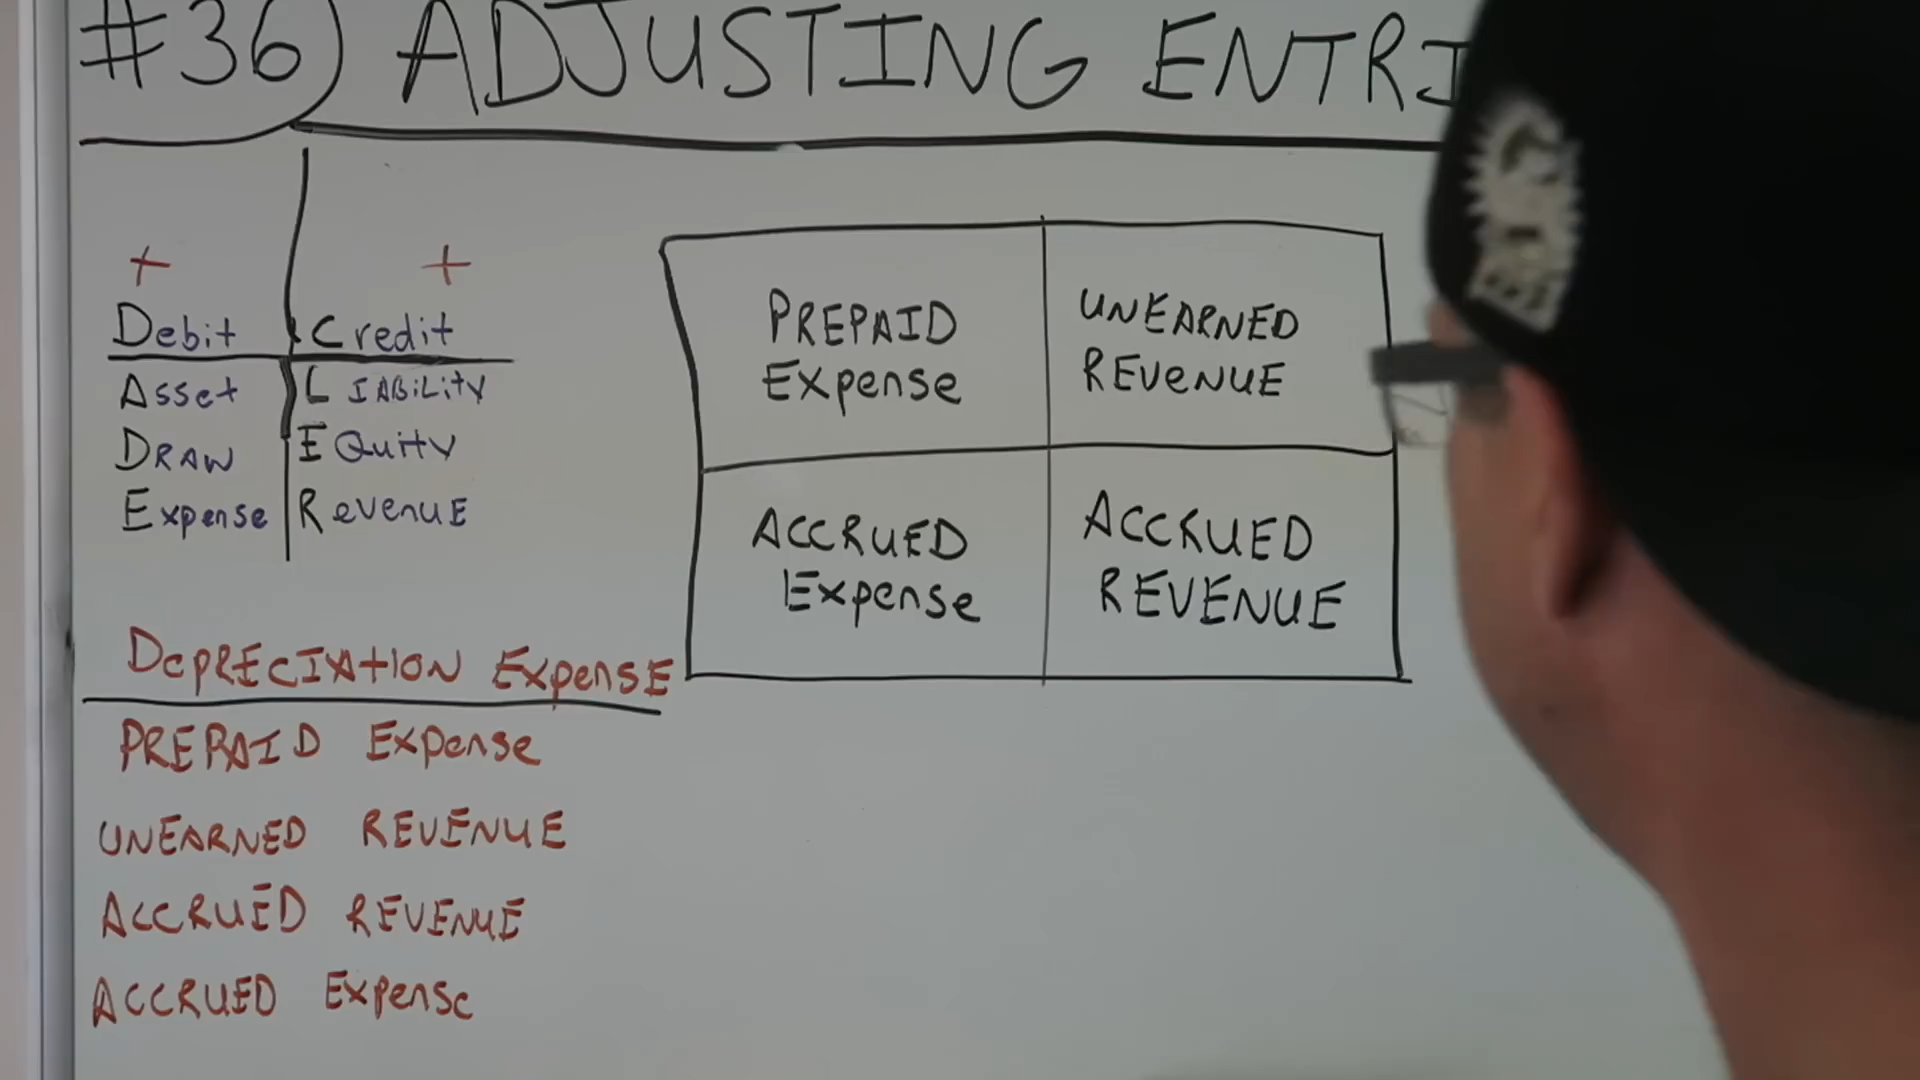 #36) ADJUSTING ENTRI
+ +
Debit Credit
Asset LIABILITY
DRAW EQuity
Expense REVENUE
DEPRECIATION EXPENSE
PREPAID Expense
UNEARNED REVENUE
ACCRUED REVENUE
ACCRUED Expense
PREPAID
Expense
UNEARNED
REVENUE
ACCRUED
Expense
ACCRUED
REVENUE